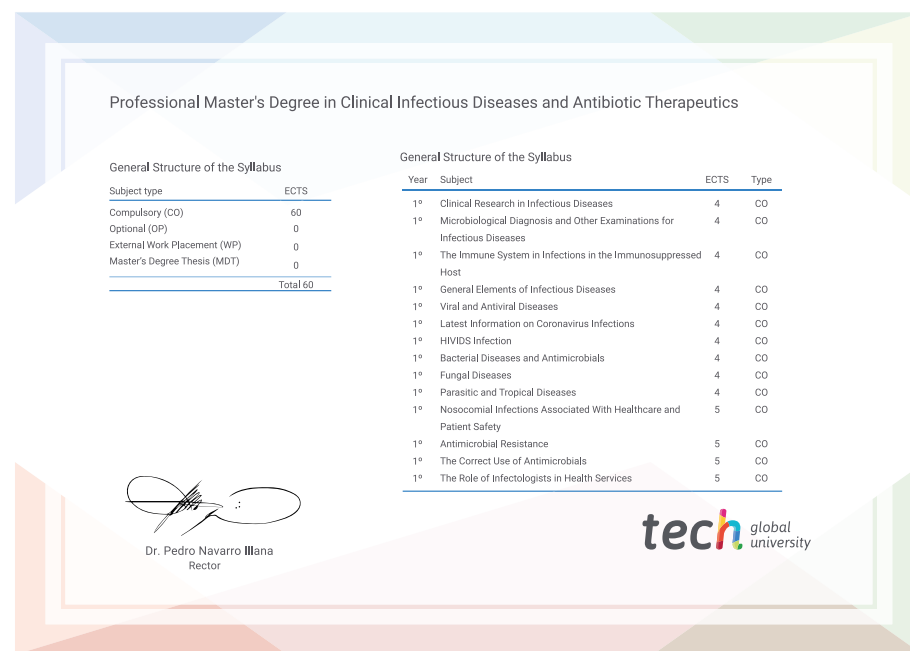 Professional Master's Degree in Clinical Infectious Diseases and Antibiotic Therapeutics
General Structure of the Syllabus
Subject type ECTS
Compulsory (CO) 60
Optional (OP) 0
External Work Placement (WP) 0
Master's Degree Thesis (MDT) 0
Total 60
General Structure of the Syllabus
Year Subject ECTS Type
1º Clinical Research in Infectious Diseases 4 CO
1º Microbiological Diagnosis and Other Examinations for 4 CO
Infectious Diseases
1º The Immune System in Infections in the Immunosuppressed 4 CO
Host
1º General Elements of Infectious Diseases 4 CO
1º Viral and Antiviral Diseases 4 CO
1º Latest Information on Coronavirus Infections 4 CO
1º HIVIDS Infection 4 CO
1º Bacterial Diseases and Antimicrobials 4 CO
1º Fungal Diseases 4 CO
1º Parasitic and Tropical Diseases 4 CO
1º Nosocomial Infections Associated With Healthcare and 5 CO
Patient Safety
1º Antimicrobial Resistance 5 CO
1º The Correct Use of Antimicrobials 5 CO
1º The Role of Infectologists in Health Services 5 CO
Dr. Pedro Navarro Illana
Rector
tech global
university